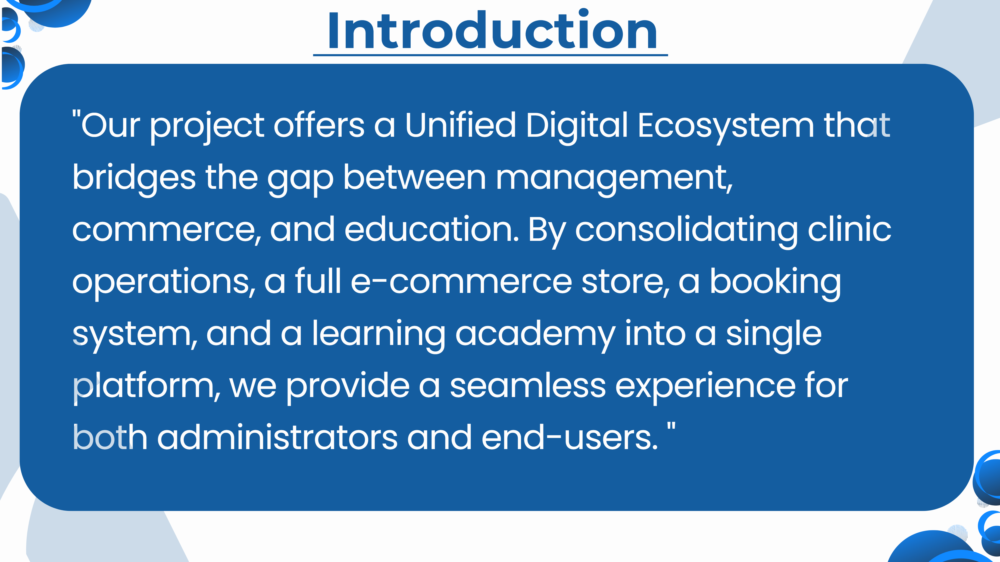 Introduction
"Our project offers a Unified Digital Ecosystem that
bridges the gap between management,
commerce, and education. By consolidating clinic
operations, a full e-commerce store, a booking
system, and a learning academy into a single
platform, we provide a seamless experience for
both administrators and end-users. "